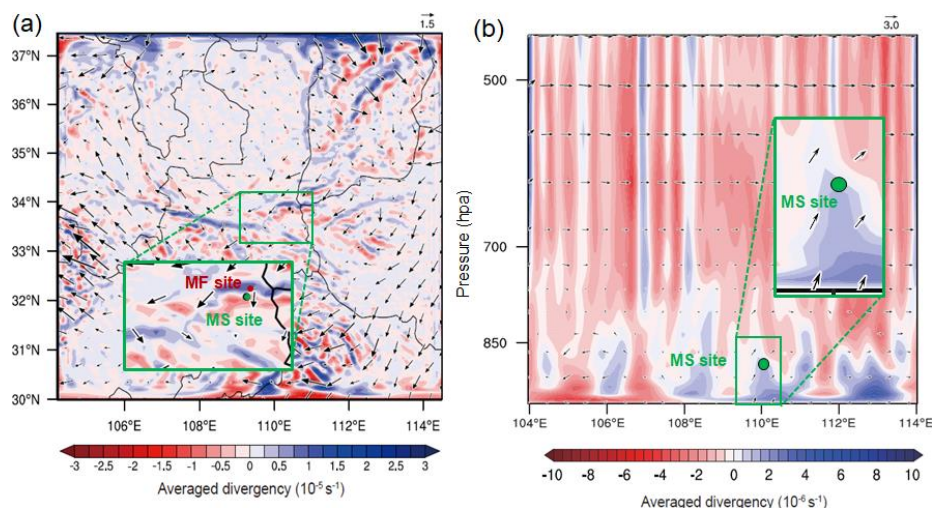 (a)
1.5
37°N
36°N
35°N
34°N
33°N
32°N
31°N
30°N
MF site
MS site
106°E 108°E 110°E 112°E 114°E
-3 -2.5 -2 -1.5 -1 -0.5 0 0.5 1 1.5 2 2.5 3
Averaged divergency (10⁻⁵ s⁻¹)
(b)
3.0
Pressure (hpa)
500
700
850
MS site
MS site
104°E 106°E 108°E 110°E 112°E 114°E
-10 -8 -6 -4 -2 0 2 4 6 8 10
Averaged divergency (10⁻⁶ s⁻¹)